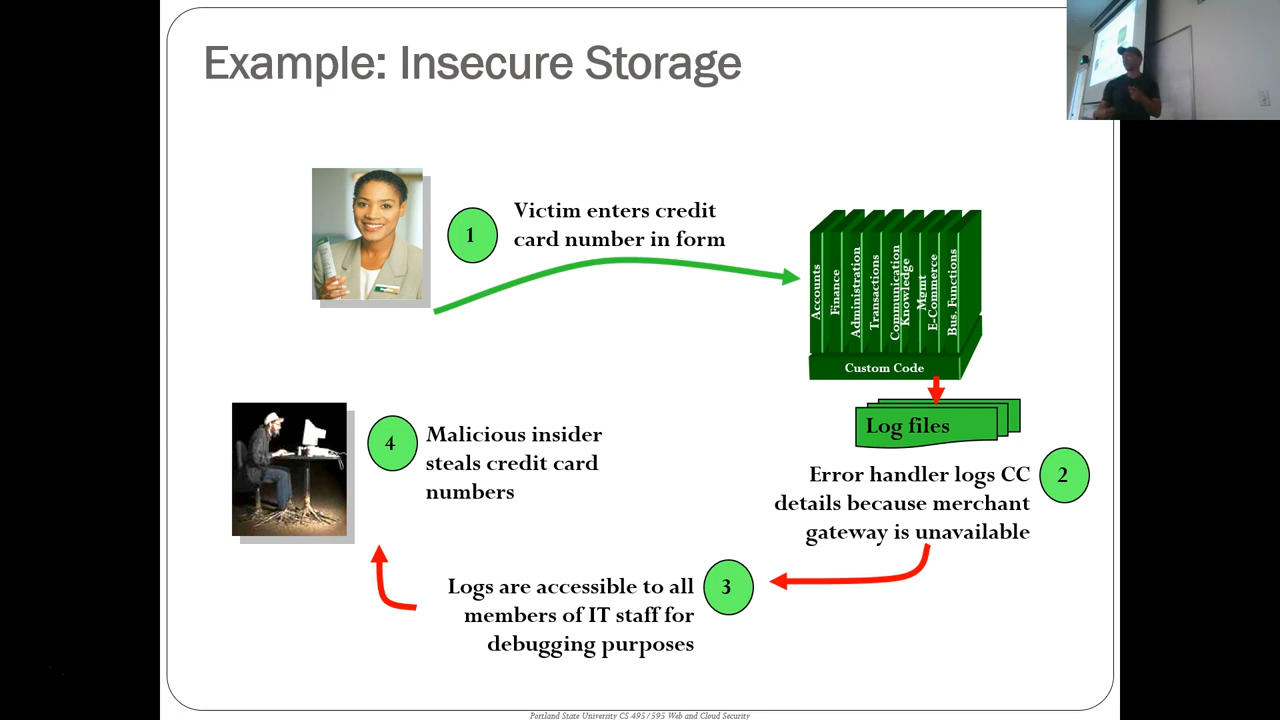 Example: Insecure Storage
1
Victim enters credit
card number in form
Accounts
Finance
Administration
Transactions
Communication
Knowledge
Mgmt
E-Commerce
Bus. Functions
Custom Code
Log files
2
Error handler logs CC
details because merchant
gateway is unavailable
3
Logs are accessible to all
members of IT staff for
debugging purposes
4
Malicious insider
steals credit card
numbers
Portland State University CS 495/595 Web and Cloud Security